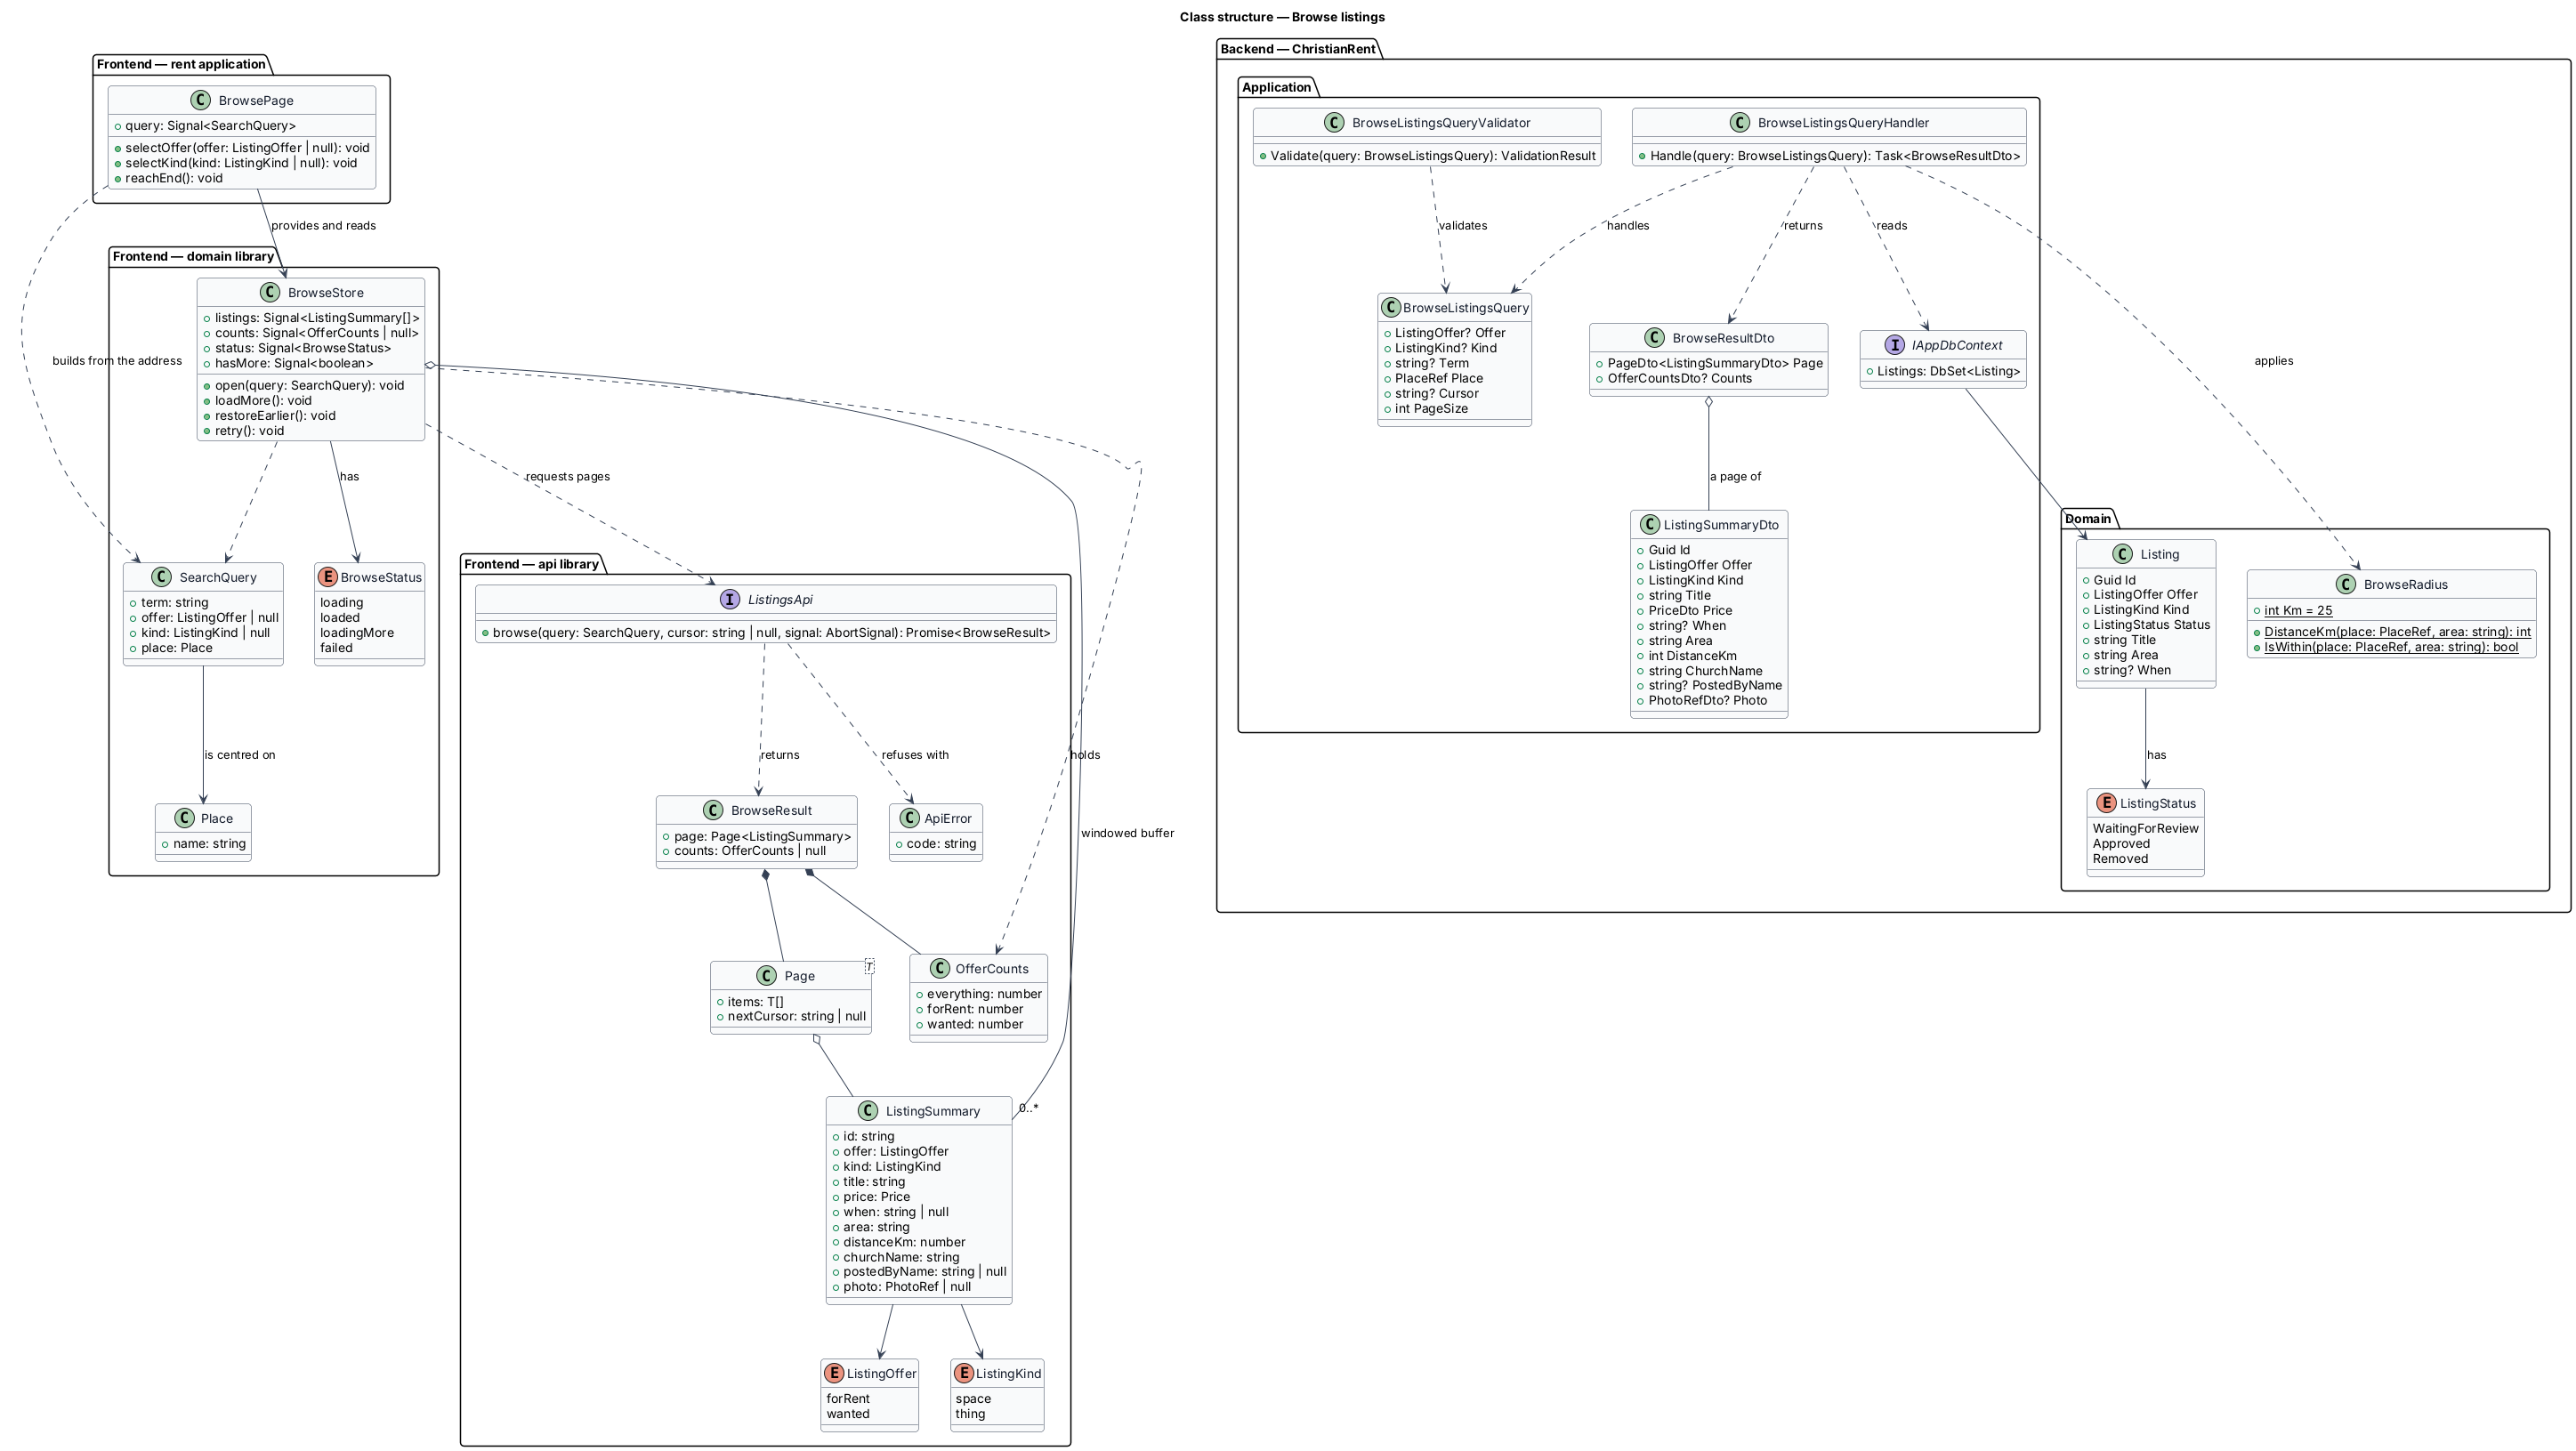 Class structure — Browse listings
Frontend — rent application
C BrowsePage
query: Signal<SearchQuery>
selectOffer(offer: ListingOffer | null): void
selectKind(kind: ListingKind | null): void
reachEnd(): void
provides and reads
builds from the address
Frontend — domain library
C BrowseStore
listings: Signal<ListingSummary[]>
counts: Signal<OfferCounts | null>
status: Signal<BrowseStatus>
hasMore: Signal<boolean>
open(query: SearchQuery): void
loadMore(): void
restoreEarlier(): void
retry(): void
has
requests pages
C SearchQuery
term: string
offer: ListingOffer | null
kind: ListingKind | null
place: Place
E BrowseStatus
loading
loaded
loadingMore
failed
is centred on
C Place
name: string
Frontend — api library
I ListingsApi
browse(query: SearchQuery, cursor: string | null, signal: AbortSignal): Promise<BrowseResult>
returns
refuses with
holds
windowed buffer
C BrowseResult
page: Page<ListingSummary>
counts: OfferCounts | null
C ApiError
code: string
C Page
T
items: T[]
nextCursor: string | null
C OfferCounts
everything: number
forRent: number
wanted: number
0..*
C ListingSummary
id: string
offer: ListingOffer
kind: ListingKind
title: string
price: Price
when: string | null
area: string
distanceKm: number
churchName: string
postedByName: string | null
photo: PhotoRef | null
E ListingOffer
forRent
wanted
E ListingKind
space
thing
Backend — ChristianRent
Application
C BrowseListingsQueryValidator
Validate(query: BrowseListingsQuery): ValidationResult
C BrowseListingsQueryHandler
Handle(query: BrowseListingsQuery): Task<BrowseResultDto>
validates
handles
returns
reads
applies
C BrowseListingsQuery
ListingOffer? Offer
ListingKind? Kind
string? Term
PlaceRef Place
string? Cursor
int PageSize
C BrowseResultDto
PageDto<ListingSummaryDto> Page
OfferCountsDto? Counts
I IAppDbContext
Listings: DbSet<Listing>
a page of
C ListingSummaryDto
Guid Id
ListingOffer Offer
ListingKind Kind
string Title
PriceDto Price
string? When
string Area
int DistanceKm
string ChurchName
string? PostedByName
PhotoRefDto? Photo
Domain
C Listing
Guid Id
ListingOffer Offer
ListingKind Kind
ListingStatus Status
string Title
string Area
string? When
C BrowseRadius
int Km = 25
DistanceKm(place: PlaceRef, area: string): int
IsWithin(place: PlaceRef, area: string): bool
has
E ListingStatus
WaitingForReview
Approved
Removed